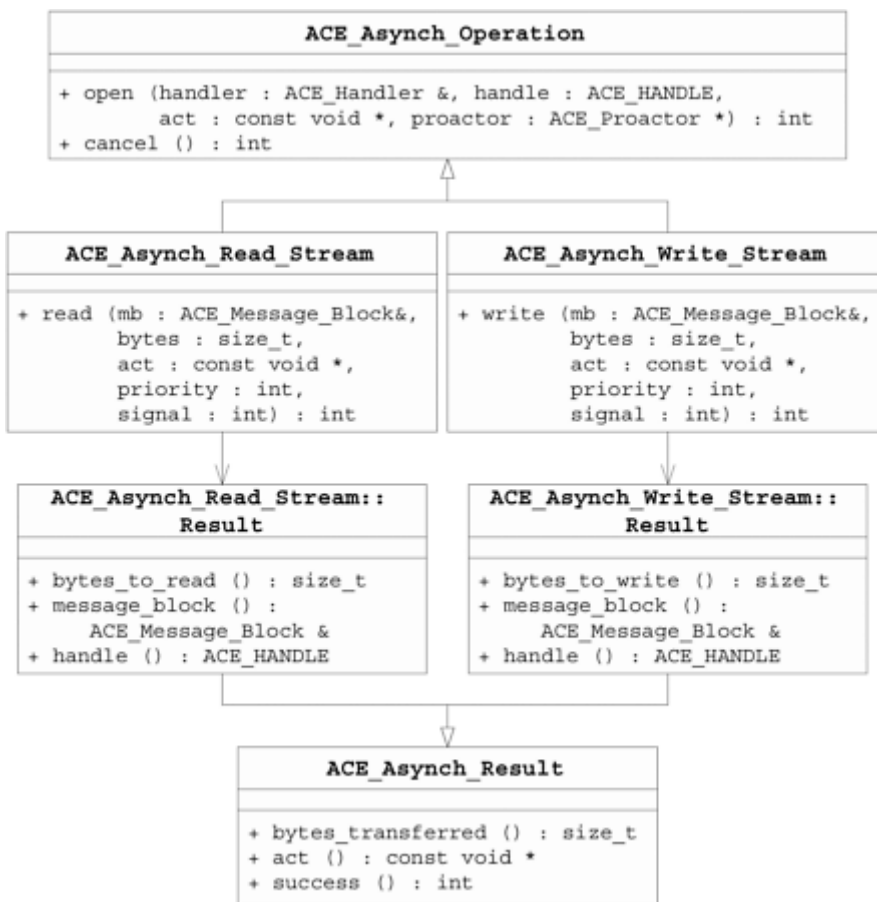 ACE_Asynch_Operation
+ open (handler : ACE_Handler &, handle : ACE_HANDLE,
act : const void *, proactor : ACE_Proactor *) : int
+ cancel () : int
ACE_Asynch_Read_Stream
+ read (mb : ACE_Message_Block&,
bytes : size_t,
act : const void *,
priority : int,
signal : int) : int
ACE_Asynch_Write_Stream
+ write (mb : ACE_Message_Block&,
bytes : size_t,
act : const void *,
priority : int,
signal : int) : int
ACE_Asynch_Read_Stream::
Result
+ bytes_to_read () : size_t
+ message_block () :
ACE_Message_Block &
+ handle () : ACE_HANDLE
ACE_Asynch_Write_Stream::
Result
+ bytes_to_write () : size_t
+ message_block () :
ACE_Message_Block &
+ handle () : ACE_HANDLE
ACE_Asynch_Result
+ bytes_transferred () : size_t
+ act () : const void *
+ success () : int